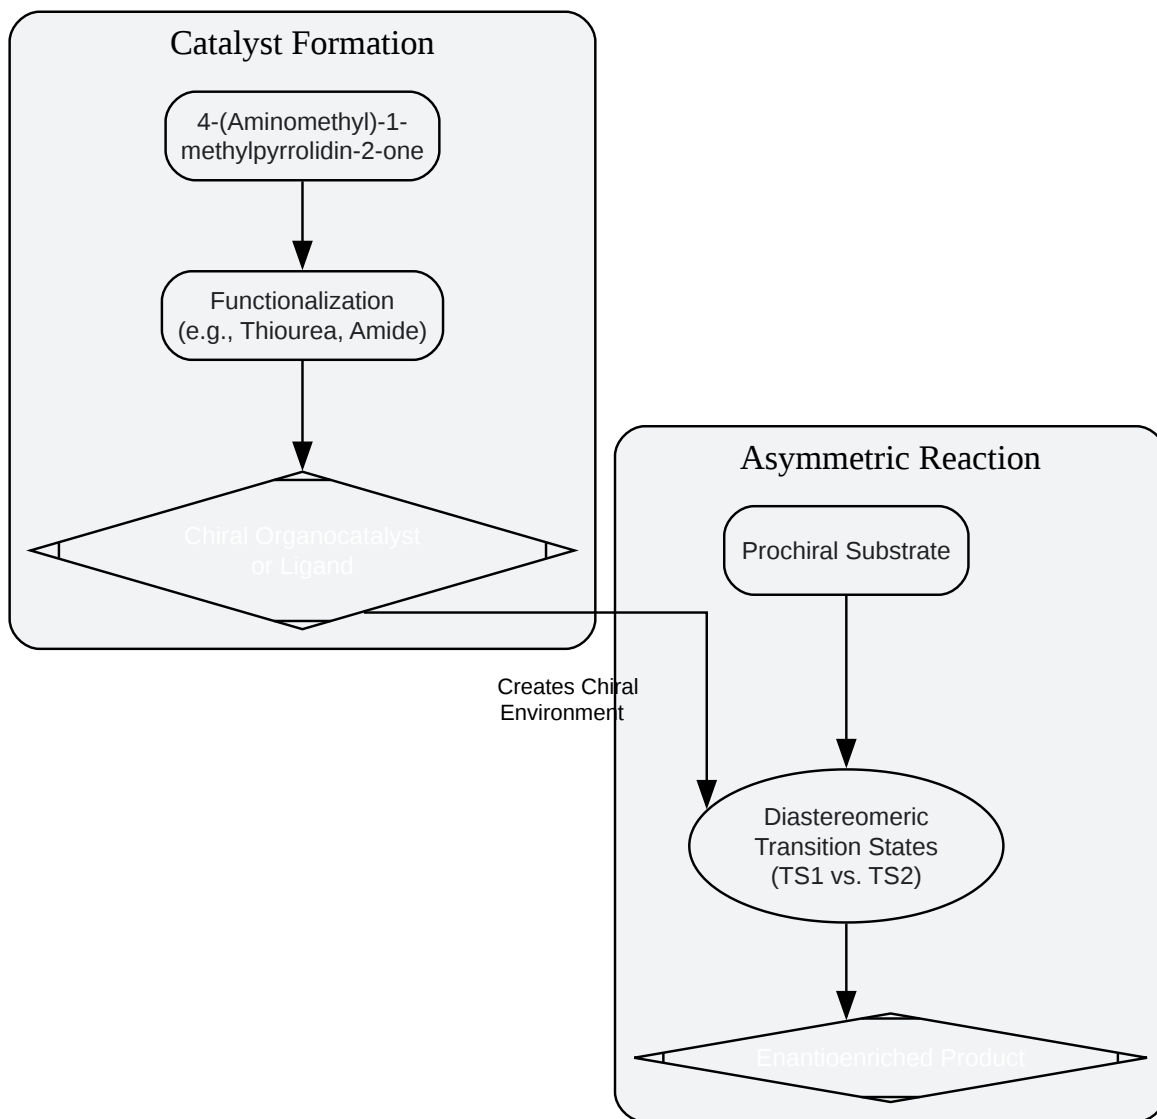 Catalyst Formation
4-(Aminomethyl)-1-
methylpyrrolidin-2-one
Functionalization
(e.g., Thiourea, Amide)
Chiral Organocatalyst
or Ligand
Creates Chiral
Environment
Asymmetric Reaction
Prochiral Substrate
Diastereomeric
Transition States
(TS1 vs. TS2)
Enantioenriched Product